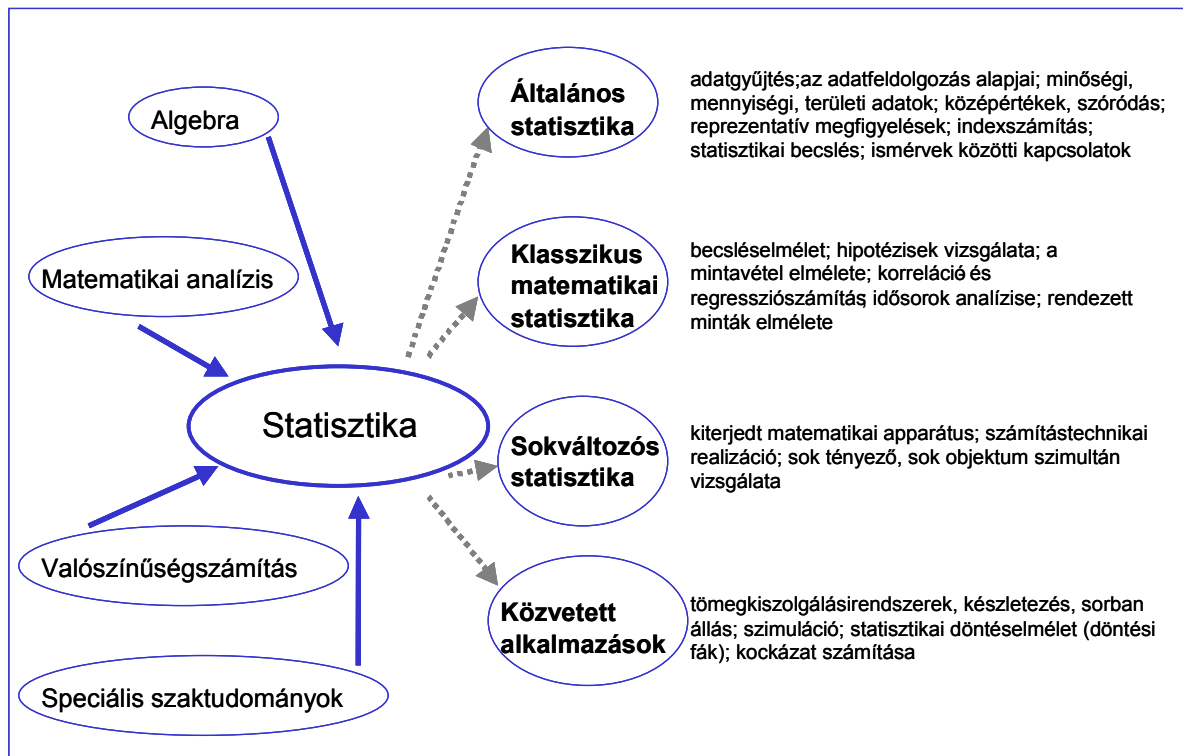 Algebra
Matematikai analízis
Statisztika
Valószínűségszámítás
Speciális szaktudományok
Általános
statisztika
adatgyűjtés;az adatfeldolgozás alapjai; minőségi,
mennyiségi, területi adatok; középértékek, szóródás;
reprezentatív megfigyelések; indexszámítás;
statisztikai becslés; ismérvek közötti kapcsolatok
Klasszikus
matematikai
statisztika
becsléselmélet; hipotézisek vizsgálata; a
mintavétel elmélete; korreláció és
regressziószámítás; idősorok analízise; rendezett
minták elmélete
Sokváltozós
statisztika
kiterjedt matematikai apparátus; számítástechnikai
realizáció; sok tényező, sok objektum szimultán
vizsgálata
Közvetett
alkalmazások
tömegkiszolgálásirendszerek, készletezés, sorban
állás; szimuláció; statisztikai döntéselmélet (döntési
fák); kockázat számítása